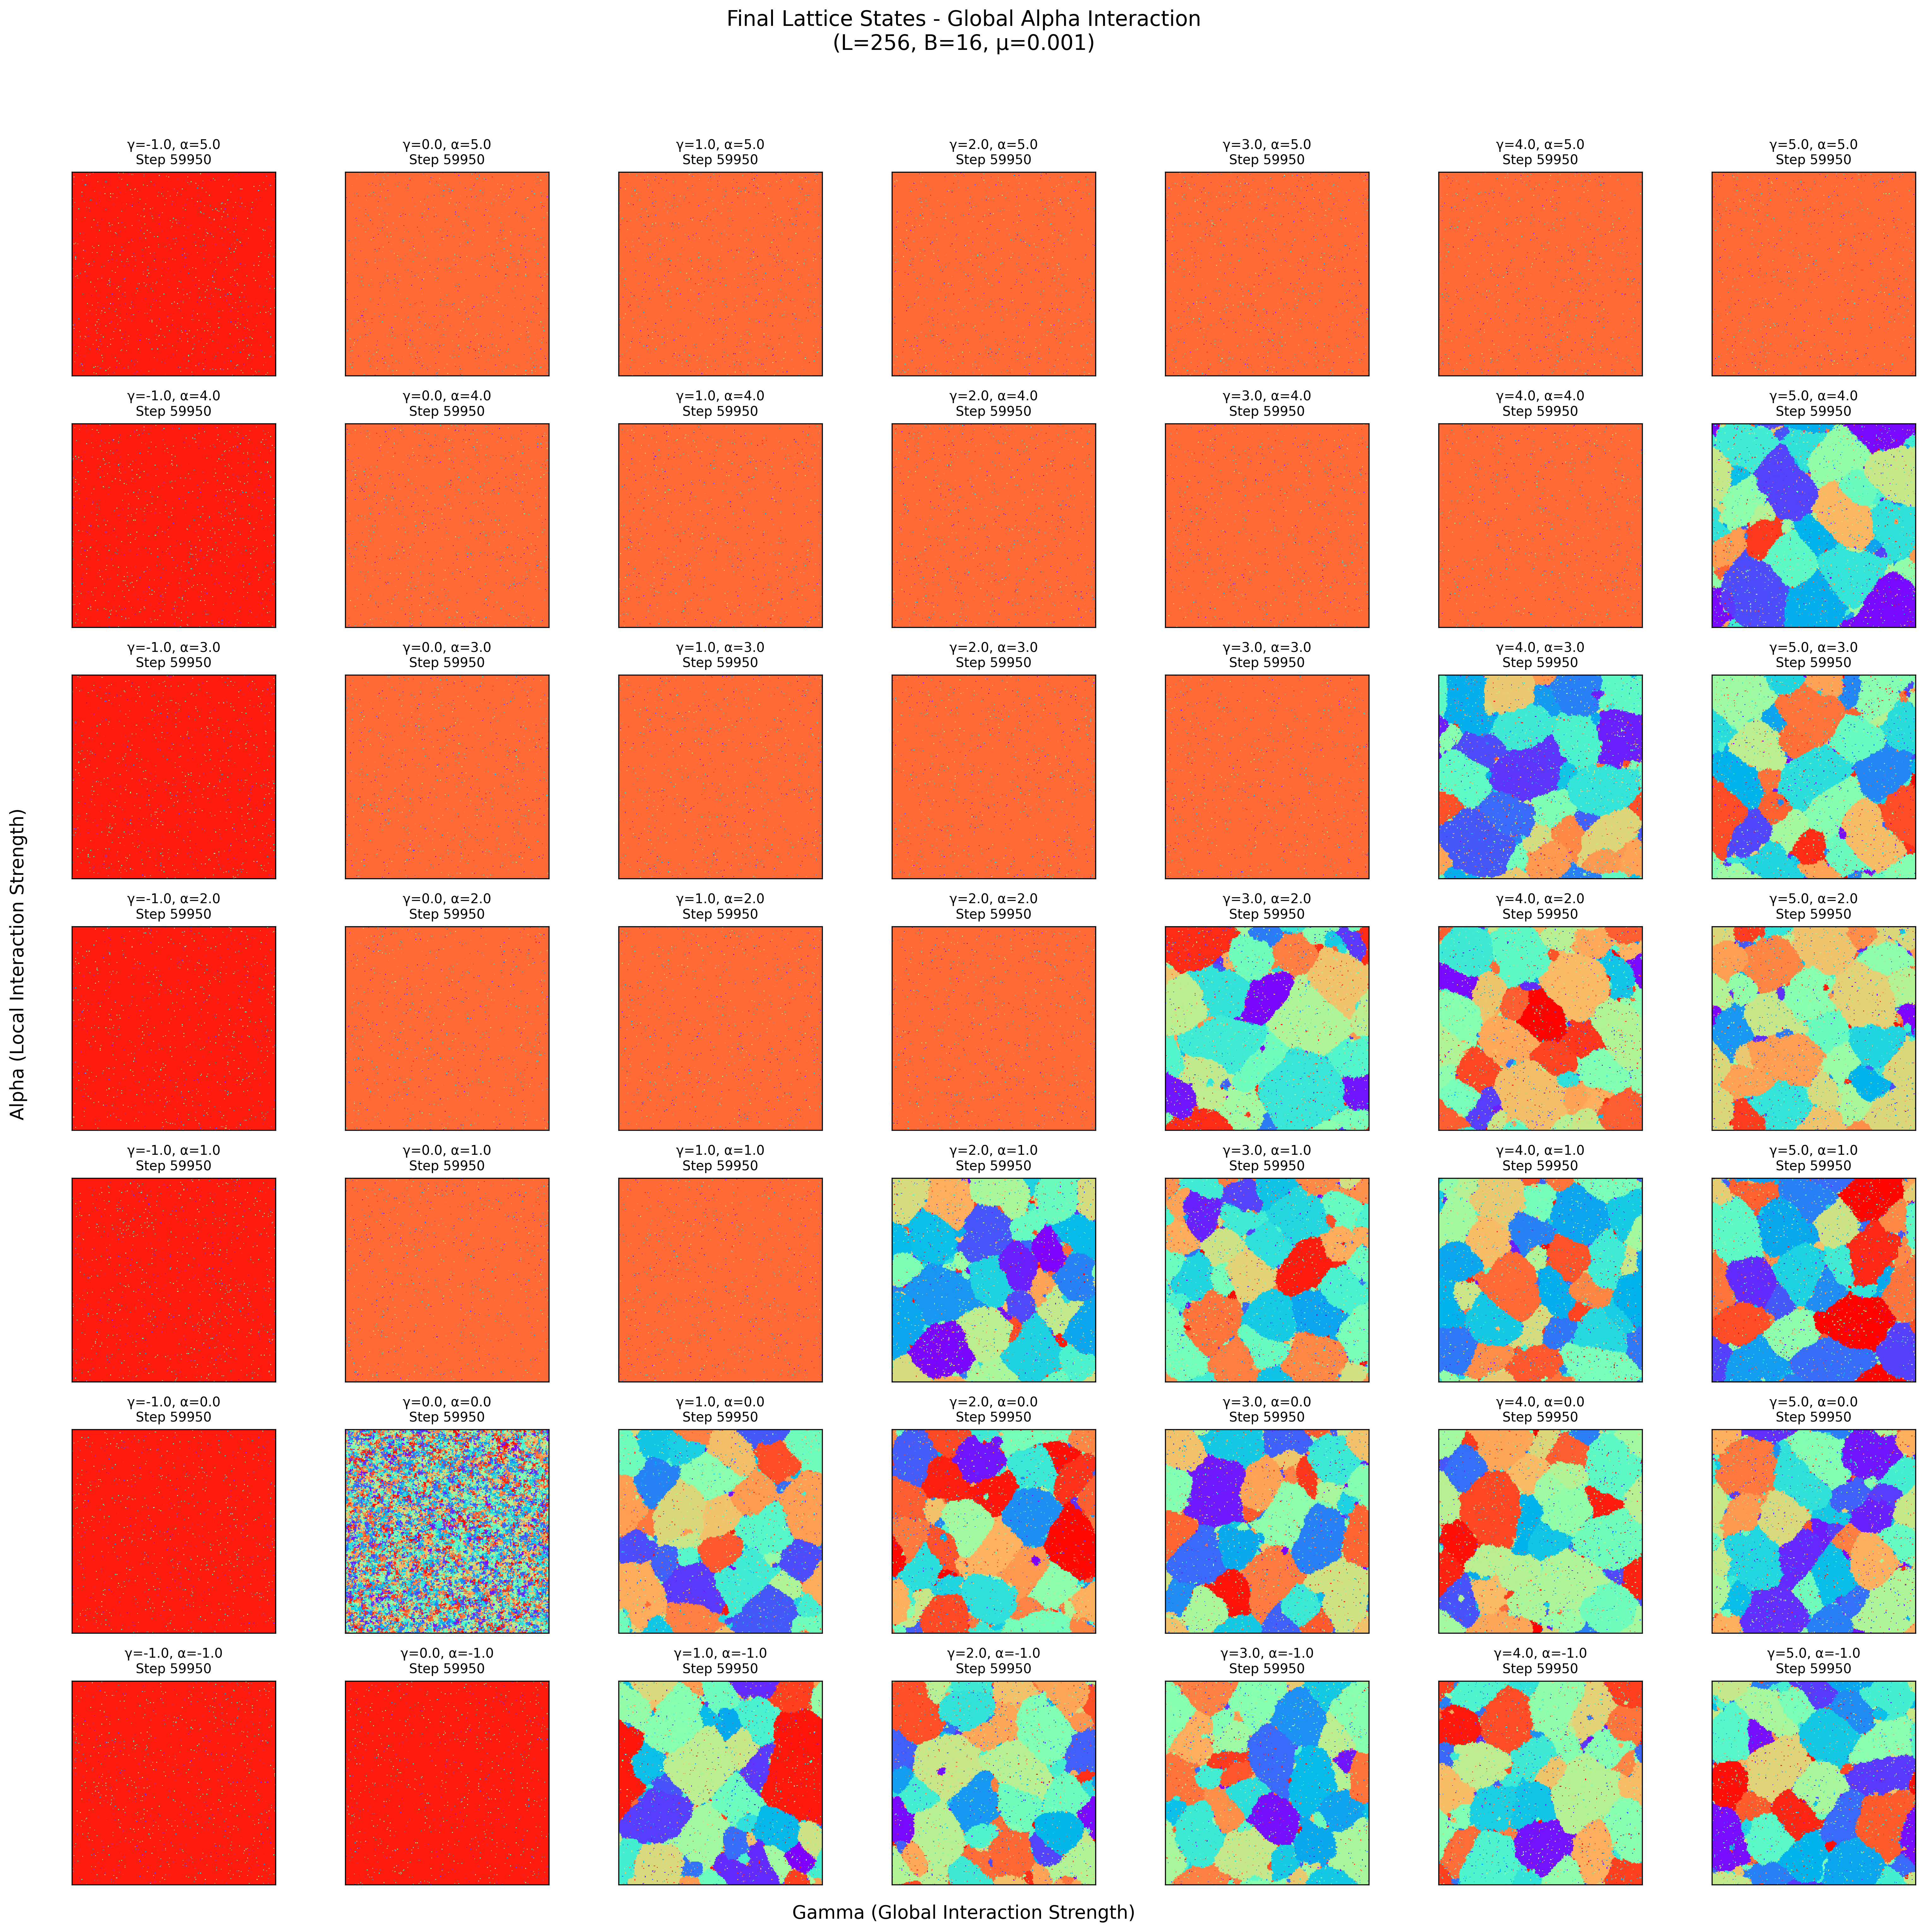 Final Lattice States - Global Alpha Interaction
(L=256, B=16, μ=0.001)
γ=-1.0, α=5.0
Step 59950
γ=0.0, α=5.0
Step 59950
γ=1.0, α=5.0
Step 59950
γ=2.0, α=5.0
Step 59950
γ=3.0, α=5.0
Step 59950
γ=4.0, α=5.0
Step 59950
γ=5.0, α=5.0
Step 59950
γ=-1.0, α=4.0
Step 59950
γ=0.0, α=4.0
Step 59950
γ=1.0, α=4.0
Step 59950
γ=2.0, α=4.0
Step 59950
γ=3.0, α=4.0
Step 59950
γ=4.0, α=4.0
Step 59950
γ=5.0, α=4.0
Step 59950
γ=-1.0, α=3.0
Step 59950
γ=0.0, α=3.0
Step 59950
γ=1.0, α=3.0
Step 59950
γ=2.0, α=3.0
Step 59950
γ=3.0, α=3.0
Step 59950
γ=4.0, α=3.0
Step 59950
γ=5.0, α=3.0
Step 59950
Alpha (Local Interaction Strength)
γ=-1.0, α=2.0
Step 59950
γ=0.0, α=2.0
Step 59950
γ=1.0, α=2.0
Step 59950
γ=2.0, α=2.0
Step 59950
γ=3.0, α=2.0
Step 59950
γ=4.0, α=2.0
Step 59950
γ=5.0, α=2.0
Step 59950
γ=-1.0, α=1.0
Step 59950
γ=0.0, α=1.0
Step 59950
γ=1.0, α=1.0
Step 59950
γ=2.0, α=1.0
Step 59950
γ=3.0, α=1.0
Step 59950
γ=4.0, α=1.0
Step 59950
γ=5.0, α=1.0
Step 59950
γ=-1.0, α=0.0
Step 59950
γ=0.0, α=0.0
Step 59950
γ=1.0, α=0.0
Step 59950
γ=2.0, α=0.0
Step 59950
γ=3.0, α=0.0
Step 59950
γ=4.0, α=0.0
Step 59950
γ=5.0, α=0.0
Step 59950
γ=-1.0, α=-1.0
Step 59950
γ=0.0, α=-1.0
Step 59950
γ=1.0, α=-1.0
Step 59950
γ=2.0, α=-1.0
Step 59950
γ=3.0, α=-1.0
Step 59950
γ=4.0, α=-1.0
Step 59950
γ=5.0, α=-1.0
Step 59950
Gamma (Global Interaction Strength)